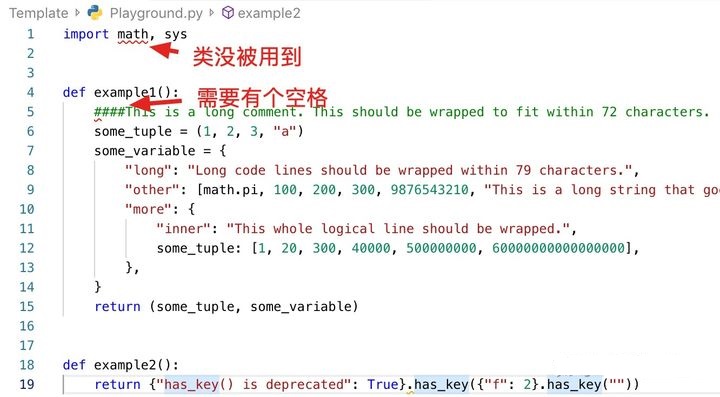 Template Playground.py example2
1 import math, sys
2 类没被用到
3
4 def example1(): 需要有个空格
5 ####This is a long comment. This should be wrapped to fit within 72 characters.
6 some_tuple = (1, 2, 3, "a")
7 some_variable = {
8 "long": "Long code lines should be wrapped within 79 characters.",
9 "other": [math.pi, 100, 200, 300, 9876543210, "This is a long string that go
10 "more": {
11 "inner": "This whole logical line should be wrapped.",
12 some_tuple: [1, 20, 300, 40000, 500000000, 60000000000000000],
13 },
14 }
15 return (some_tuple, some_variable)
16
17
18 def example2():
19 return {"has_key() is deprecated": True}.has_key({"f": 2}.has_key(""))